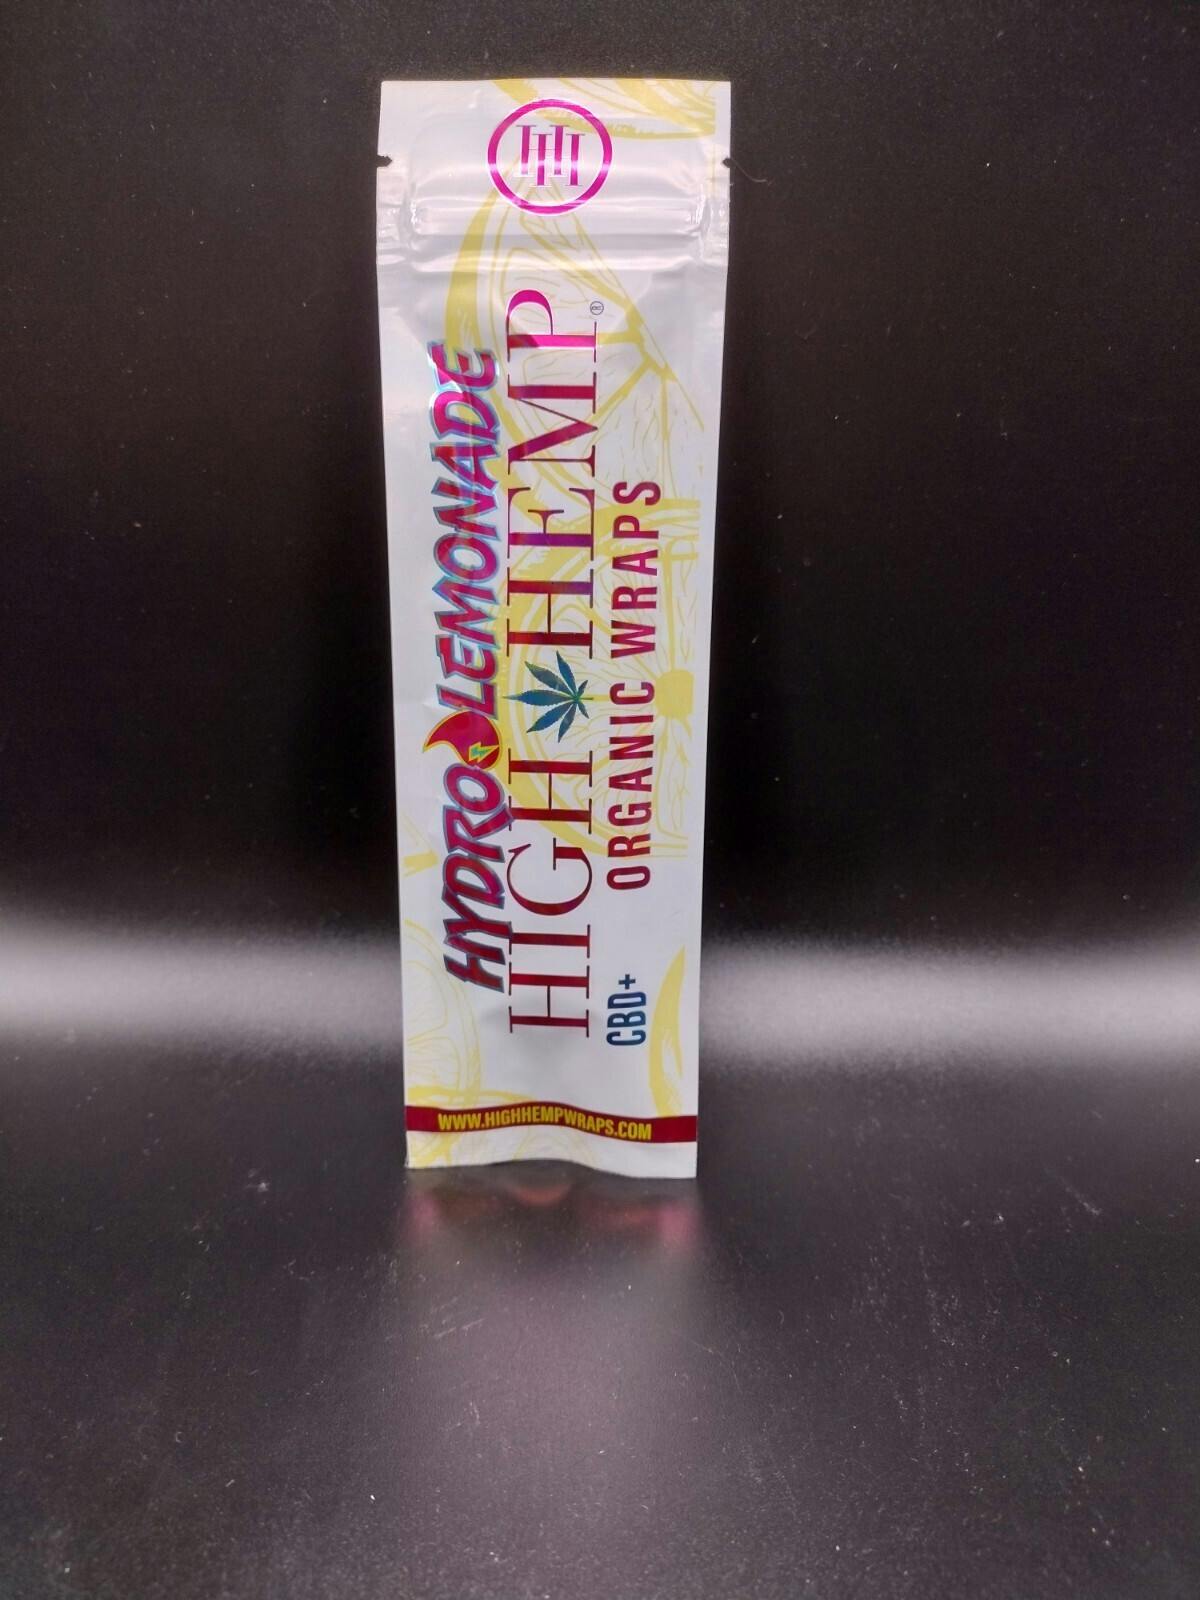 HH
HYDRO LEMONADE
HIGH HEMP
CBD+ ORGANIC WRAPS
WWW.HIGHHEMPWRAPS.COM